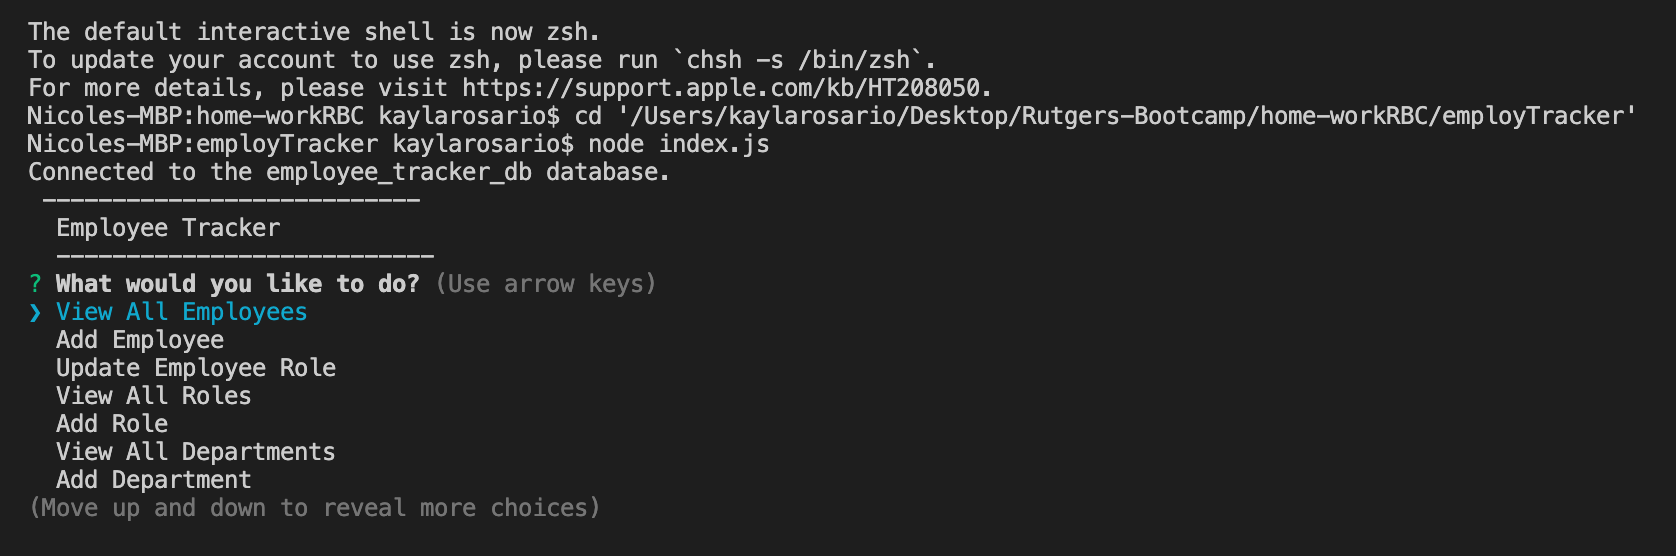 The default interactive shell is now zsh.
To update your account to use zsh, please run `chsh -s /bin/zsh`.
For more details, please visit https://support.apple.com/kb/HT208050.
Nicoles-MBP:home-workRBC kaylarosario$ cd '/Users/kaylarosario/Desktop/Rutgers-Bootcamp/home-workRBC/employTracker'
Nicoles-MBP:employTracker kaylarosario$ node index.js
Connected to the employee_tracker_db database.
 ---------------------------
  Employee Tracker
  ---------------------------
? What would you like to do? (Use arrow keys)
❯ View All Employees
  Add Employee
  Update Employee Role
  View All Roles
  Add Role
  View All Departments
  Add Department
(Move up and down to reveal more choices)